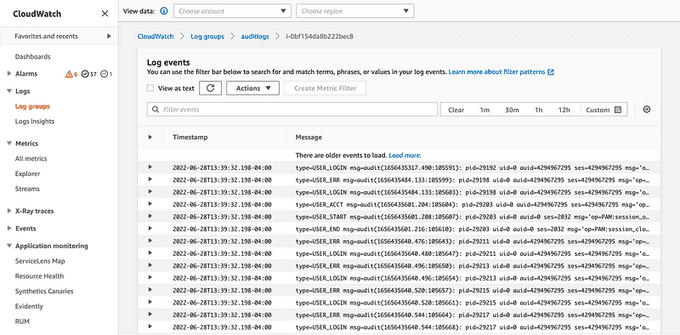 CloudWatch
View data:
Choose account
Choose region
Favorites and recents
CloudWatch
Log groups
auditlogs
i-0bf154da8b222bec8
Dashboards
Alarms
6
37
1
Logs
Log groups
Logs Insights
Metrics
All metrics
Explorer
Streams
X-Ray traces
Events
Application monitoring
ServiceLens Map
Resource Health
Synthetics Canaries
Evidently
RUM
Log events
You can use the filter bar below to search for and match terms, phrases, or values in your log events. Learn more about filter patterns
View as text
Actions
Create Metric Filter
Filter events
Clear 1m 30m 1h 12h Custom
Timestamp Message
There are older events to load. Load more.
2022-06-28T13:39:32.198-04:00 type=USER_LOGIN msg=audit(1656435317.490:105591): pid=29192 uid=0 auid=4294967295 ses=4294967295 msg='o…
2022-06-28T13:39:32.198-04:00 type=USER_ERR msg=audit(1656435484.133:105599): pid=29198 uid=0 auid=4294967295 ses=4294967295 msg='op=…
2022-06-28T13:39:32.198-04:00 type=USER_LOGIN msg=audit(1656435484.133:105603): pid=29198 uid=0 auid=4294967295 ses=4294967295 msg='o…
2022-06-28T13:39:32.198-04:00 type=USER_ACCT msg=audit(1656435601.204:105604): pid=29203 uid=0 auid=4294967295 ses=4294967295 msg='op…
2022-06-28T13:39:32.198-04:00 type=USER_START msg=audit(1656435601.208:105607): pid=29203 uid=0 auid=0 ses=2032 msg='op=PAM:session_o…
2022-06-28T13:39:32.198-04:00 type=USER_END msg=audit(1656435601.216:105610): pid=29203 uid=0 auid=0 ses=2032 msg='op=PAM:session_clo…
2022-06-28T13:39:32.198-04:00 type=USER_ERR msg=audit(1656435640.476:105643): pid=29211 uid=0 auid=4294967295 ses=4294967295 msg='op=…
2022-06-28T13:39:32.198-04:00 type=USER_LOGIN msg=audit(1656435640.480:105647): pid=29211 uid=0 auid=4294967295 ses=4294967295 msg='o…
2022-06-28T13:39:32.198-04:00 type=USER_ERR msg=audit(1656435640.496:105650): pid=29213 uid=0 auid=4294967295 ses=4294967295 msg='op=…
2022-06-28T13:39:32.198-04:00 type=USER_LOGIN msg=audit(1656435640.496:105654): pid=29213 uid=0 auid=4294967295 ses=4294967295 msg='o…
2022-06-28T13:39:32.198-04:00 type=USER_ERR msg=audit(1656435640.520:105657): pid=29215 uid=0 auid=4294967295 ses=4294967295 msg='op=…
2022-06-28T13:39:32.198-04:00 type=USER_LOGIN msg=audit(1656435640.520:105661): pid=29215 uid=0 auid=4294967295 ses=4294967295 msg='o…
2022-06-28T13:39:32.198-04:00 type=USER_ERR msg=audit(1656435640.544:105664): pid=29217 uid=0 auid=4294967295 ses=4294967295 msg='op=…
2022-06-28T13:39:32.198-04:00 type=USER_LOGIN msg=audit(1656435640.544:105668): pid=29217 uid=0 auid=4294967295 ses=4294967295 msg='o…